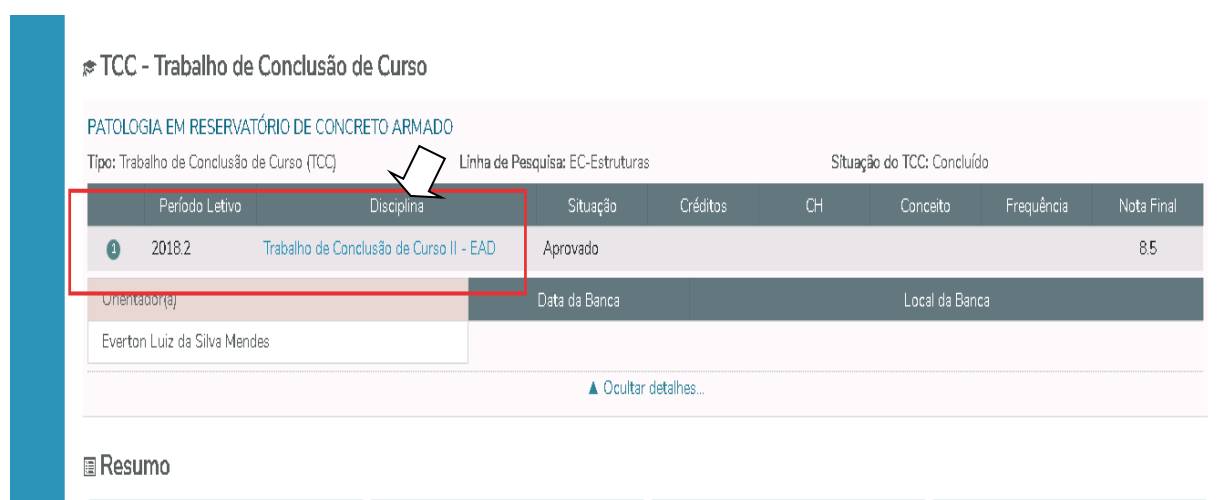 TCC - Trabalho de Conclusão de Curso
PATOLOGIA EM RESERVATÓRIO DE CONCRETO ARMADO
Tipo: Trabalho de Conclusão de Curso (TCC) Linha de Pesquisa: EC-Estruturas Situação do TCC: Concluído
Período Letivo Disciplina Situação Créditos CH Conceito Frequência Nota Final
1 2018.2 Trabalho de Conclusão de Curso II - EAD Aprovado 8.5
Orientador(a) Data da Banca Local da Banca
Everton Luiz da Silva Mendes
▲ Ocultar detalhes...
Resumo